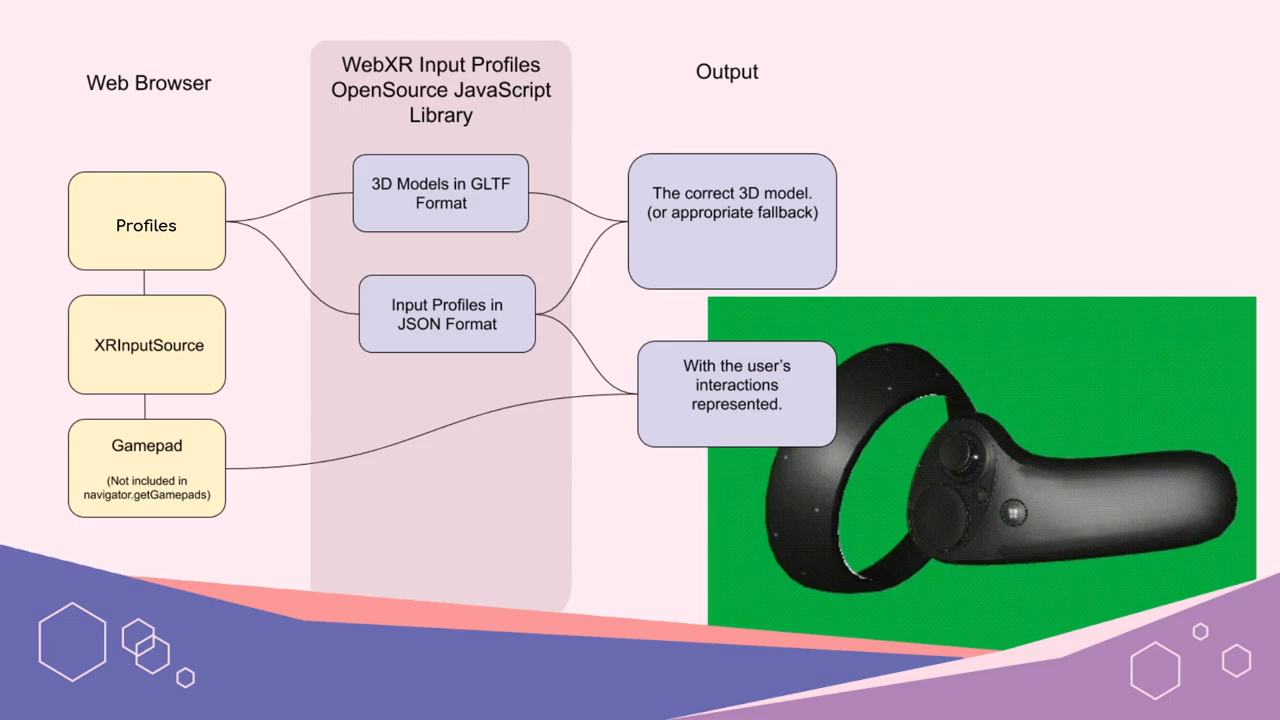 Web Browser
WebXR Input Profiles
OpenSource JavaScript
Library
Output
Profiles
3D Models in GLTF
Format
The correct 3D model.
(or appropriate fallback)
XRInputSource
Input Profiles in
JSON Format
With the user's
interactions
represented.
Gamepad
(Not included in
navigator.getGamepads)